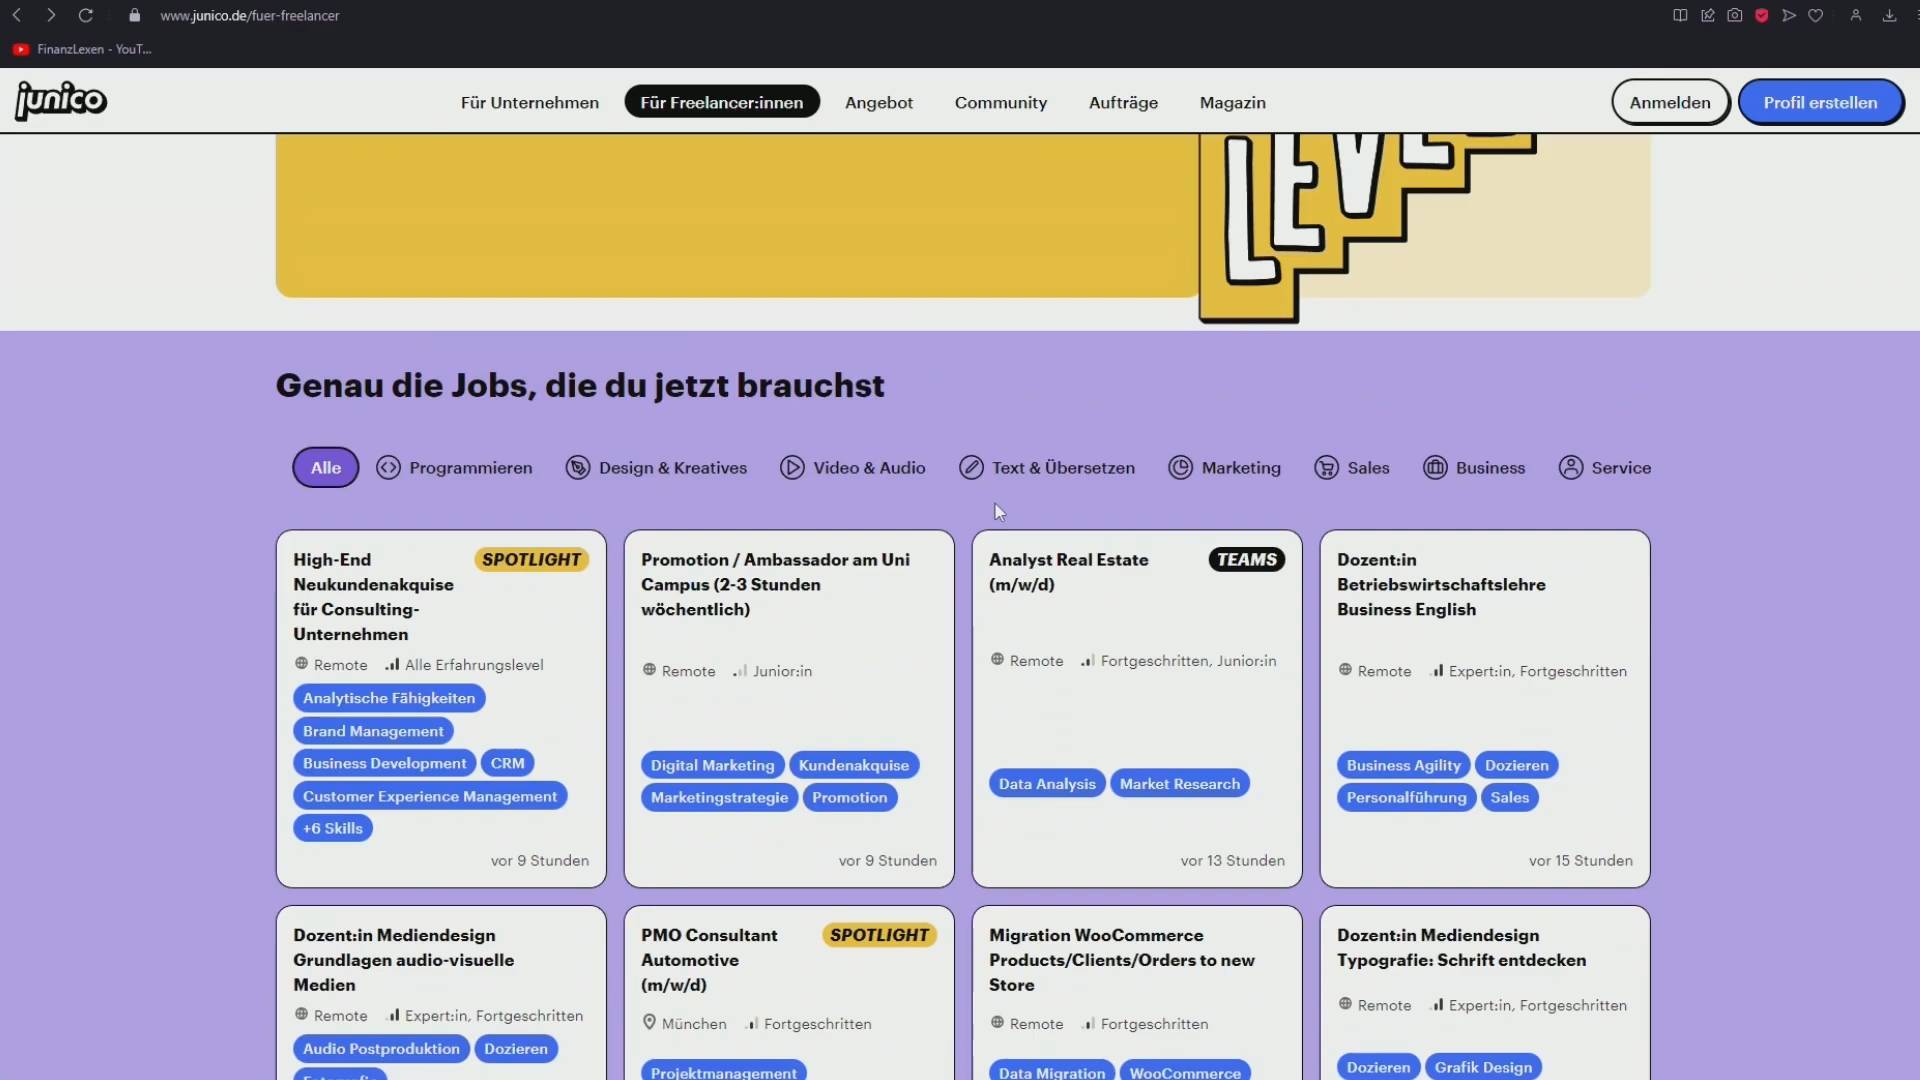 www.junico.de/fuer-freelancer
FinanzLexen - YouT...
junico
Für Unternehmen
Für Freelancer:innen
Angebot
Community
Aufträge
Magazin
Anmelden
Profil erstellen
LEVEL
Genau die Jobs, die du jetzt brauchst
Alle
Programmieren
Design & Kreatives
Video & Audio
Text & Übersetzen
Marketing
Sales
Business
Service
High-End
Neukundenakquise
für Consulting-
Unternehmen
SPOTLIGHT
Remote
Alle Erfahrungslevel
Analytische Fähigkeiten
Brand Management
Business Development
CRM
Customer Experience Management
+6 Skills
vor 9 Stunden
Promotion / Ambassador am Uni
Campus (2-3 Stunden
wöchentlich)
Remote
Junior:in
Digital Marketing
Kundenakquise
Marketingstrategie
Promotion
vor 9 Stunden
Analyst Real Estate
(m/w/d)
TEAMS
Remote
Fortgeschritten, Junior:in
Data Analysis
Market Research
vor 13 Stunden
Dozent:in
Betriebswirtschaftslehre
Business English
Remote
Expert:in, Fortgeschritten
Business Agility
Dozieren
Personalführung
Sales
vor 15 Stunden
Dozent:in Mediendesign
Grundlagen audio-visuelle
Medien
Remote
Expert:in, Fortgeschritten
Audio Postproduktion
Dozieren
Fotografie
PMO Consultant
Automotive
(m/w/d)
SPOTLIGHT
München
Fortgeschritten
Projektmanagement
Migration WooCommerce
Products/Clients/Orders to new
Store
Remote
Fortgeschritten
Data Migration
WooCommerce
Dozent:in Mediendesign
Typografie: Schrift entdecken
Remote
Expert:in, Fortgeschritten
Dozieren
Grafik Design